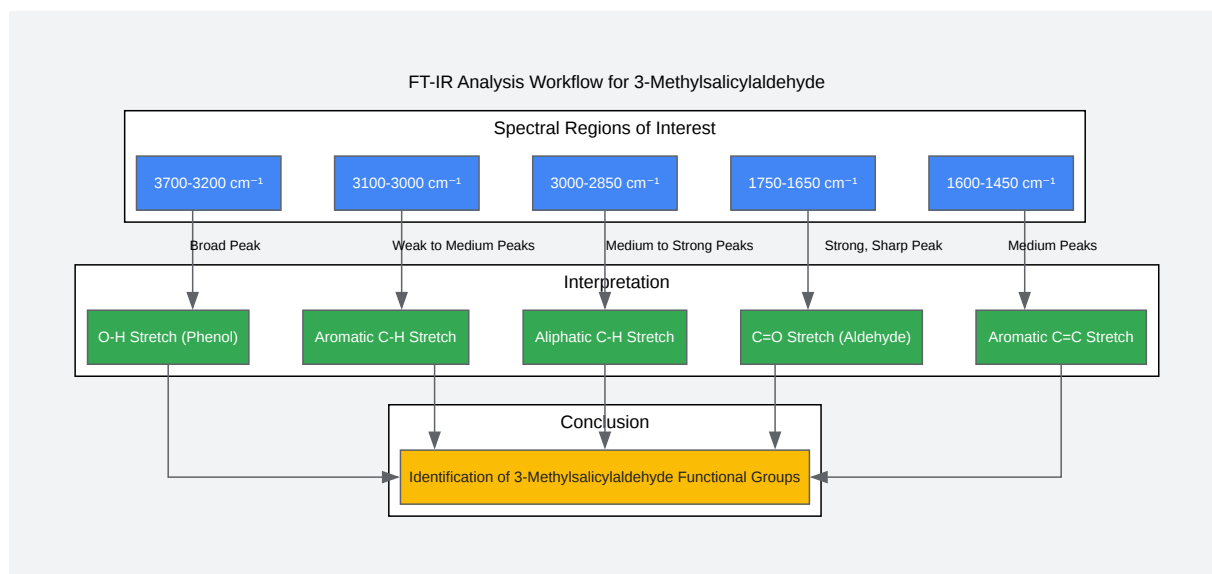 FT-IR Analysis Workflow for 3-Methylsalicylaldehyde
Spectral Regions of Interest
3700-3200 cm⁻¹
3100-3000 cm⁻¹
3000-2850 cm⁻¹
1750-1650 cm⁻¹
1600-1450 cm⁻¹
Broad Peak
Weak to Medium Peaks
Medium to Strong Peaks
Strong, Sharp Peak
Medium Peaks
Interpretation
O-H Stretch (Phenol)
Aromatic C-H Stretch
Aliphatic C-H Stretch
C=O Stretch (Aldehyde)
Aromatic C=C Stretch
Conclusion
Identification of 3-Methylsalicylaldehyde Functional Groups